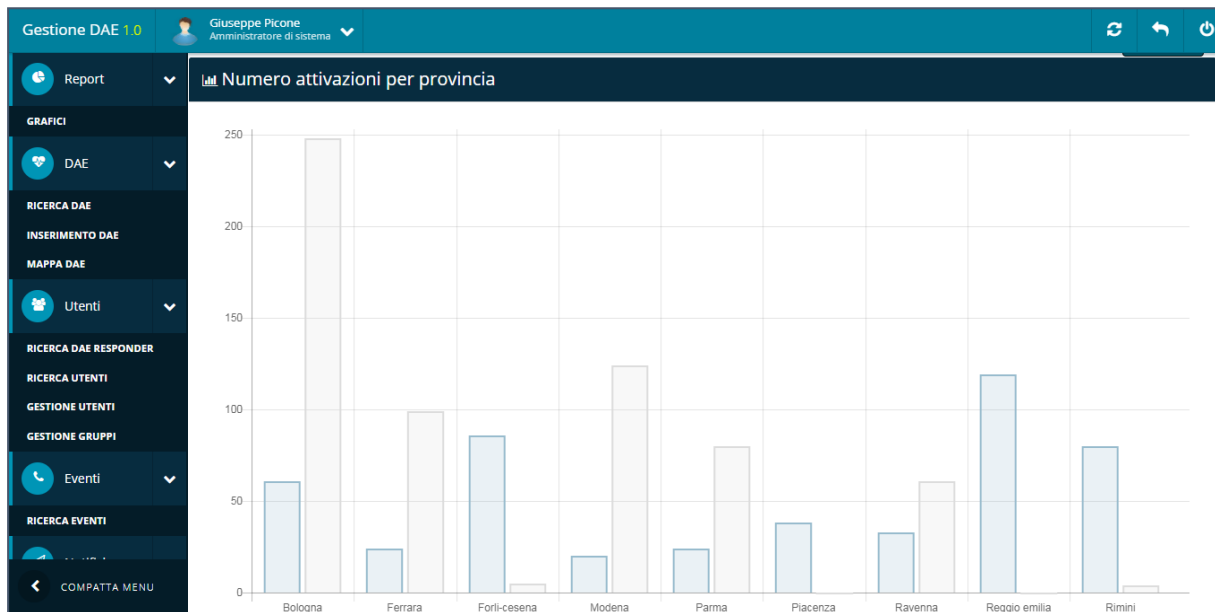 Gestione DAE 1.0
Giuseppe Picone
Amministratore di sistema
Report
GRAFICI
DAE
RICERCA DAE
INSERIMENTO DAE
MAPPA DAE
Utenti
RICERCA DAE RESPONDER
RICERCA UTENTI
GESTIONE UTENTI
GESTIONE GRUPPI
Eventi
RICERCA EVENTI
COMPATTA MENU
Numero attivazioni per provincia
250
200
150
100
50
0
Bologna Ferrara Forli-cesena Modena Parma Piacenza Ravenna Reggio emilia Rimini